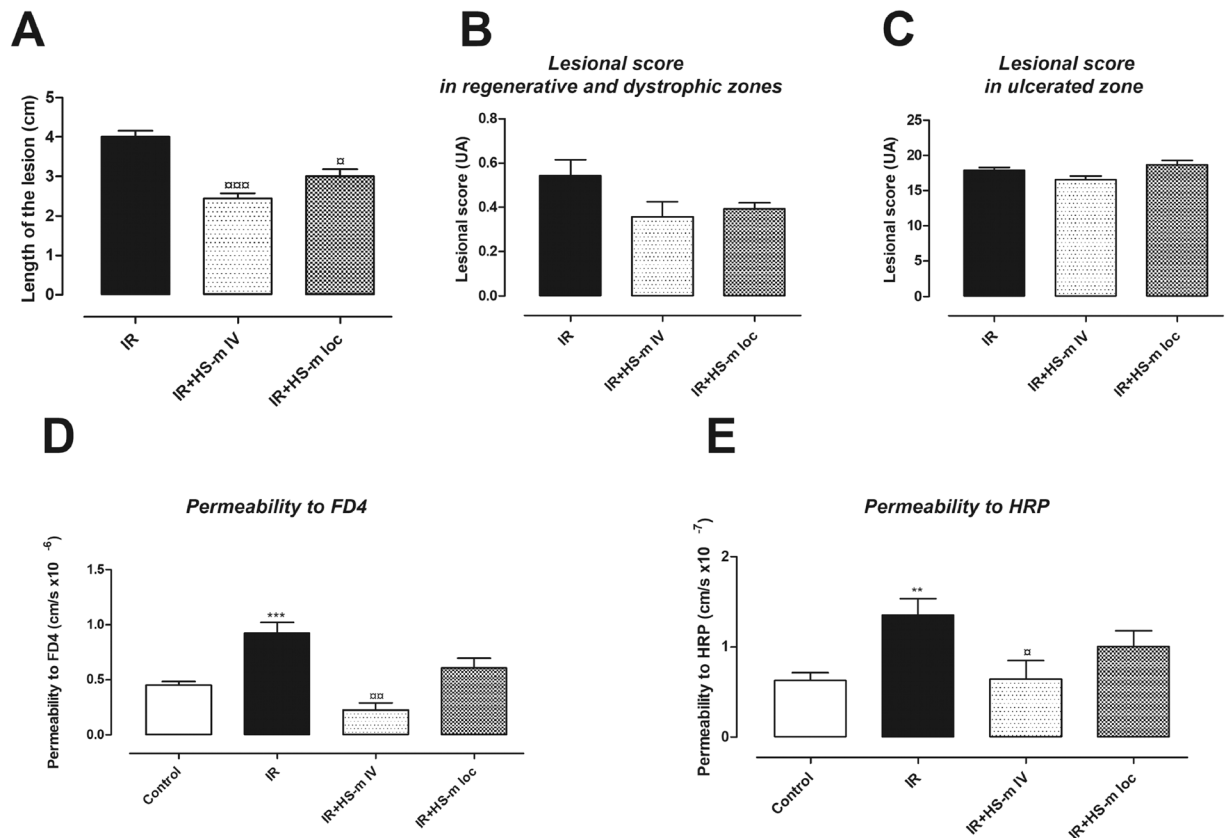 A
Length of the lesion (cm)
5
4
3
2
1
0
¤¤¤
¤
IR
IR+HS-m IV
IR+HS-m loc
B
Lesional score
in regenerative and dystrophic zones
Lesional score (UA)
0.8
0.6
0.4
0.2
0.0
IR
IR+HS-m IV
IR+HS-m loc
C
Lesional score
in ulcerated zone
Lesional score (UA)
25
20
15
10
5
0
IR
IR+HS-m IV
IR+HS-m loc
D
Permeability to FD4
Permeability to FD4 (cm/s x10 -6)
1.5
1.0
0.5
0.0
***
¤¤
Control
IR
IR+HS-m IV
IR+HS-m loc
E
Permeability to HRP
Permeability to HRP (cm/s x10 -7)
2
1
0
**
¤
Control
IR
IR+HS-m IV
IR+HS-m loc